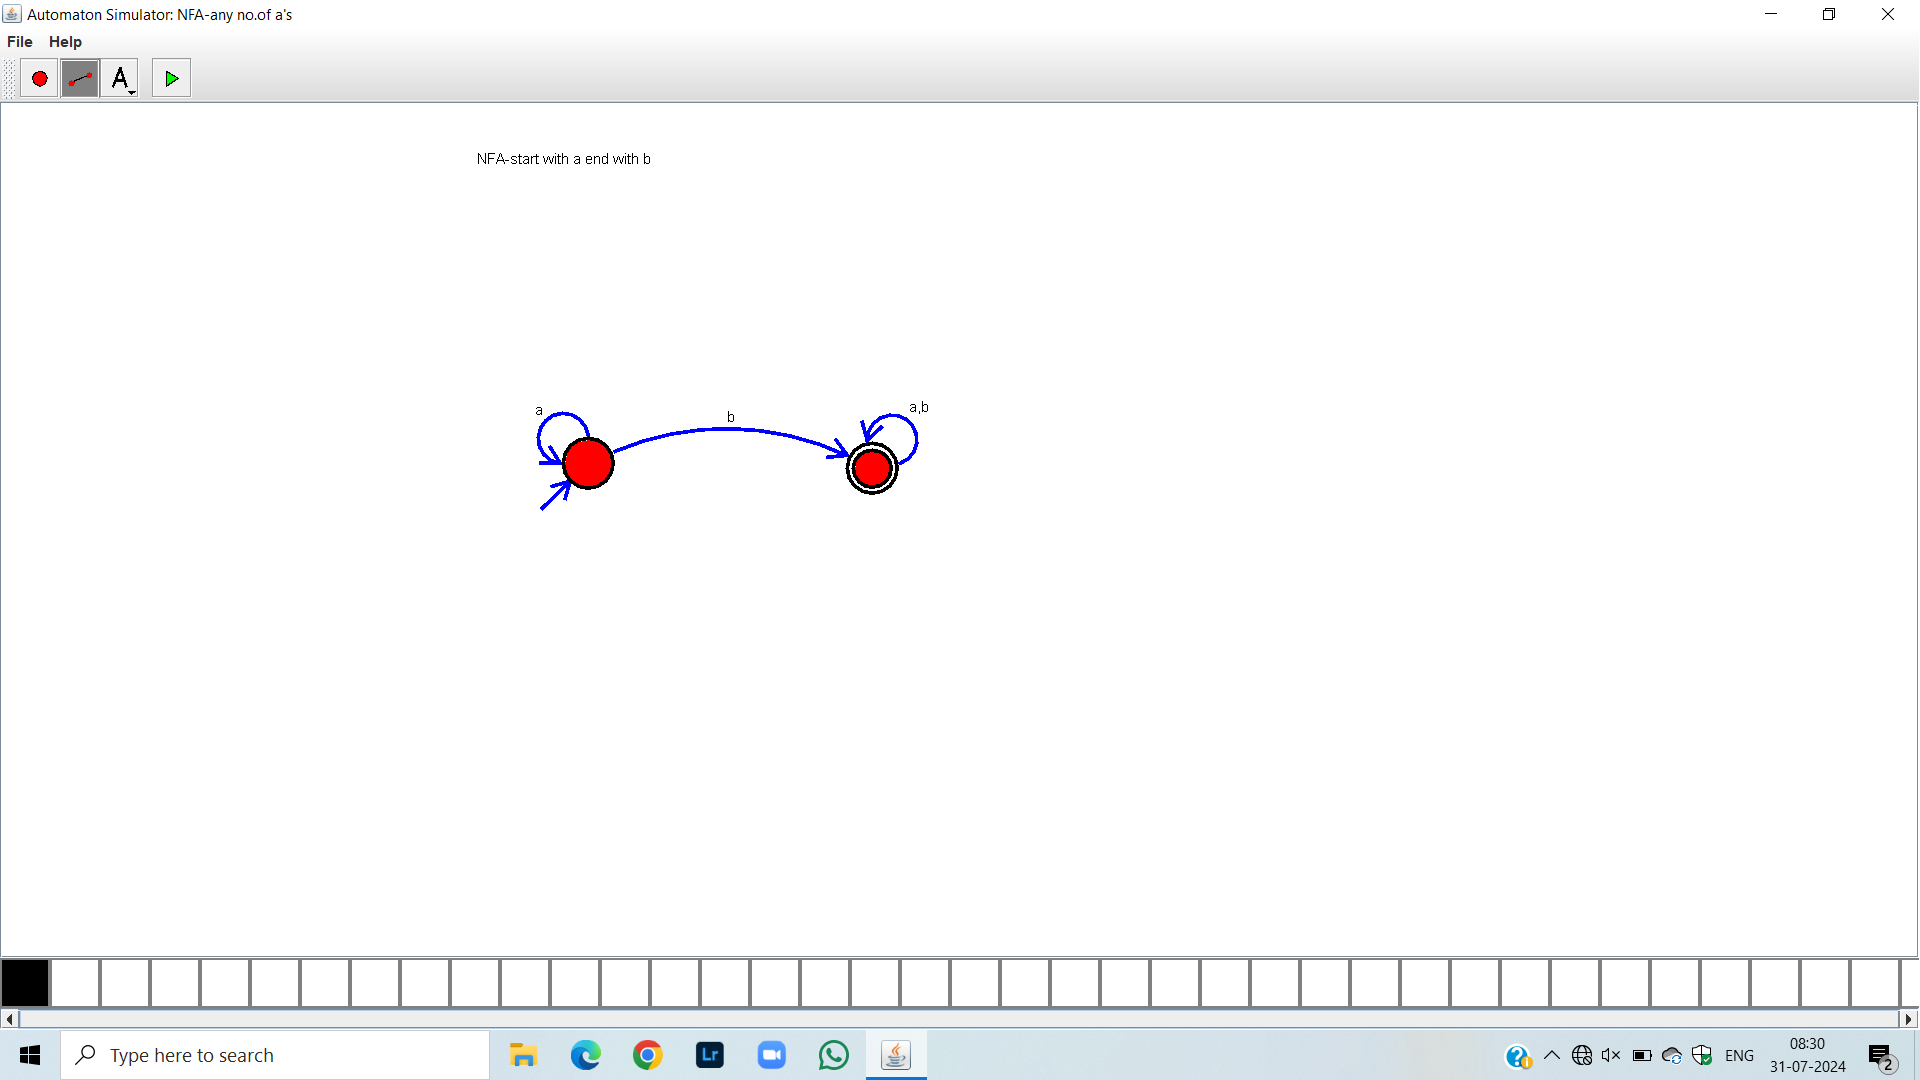 Automaton Simulator: NFA-any no.of a's
File Help
A
NFA-start with a end with b
a
b
a,b
Type here to search
Lr
ENG
08:30
31-07-2024
2